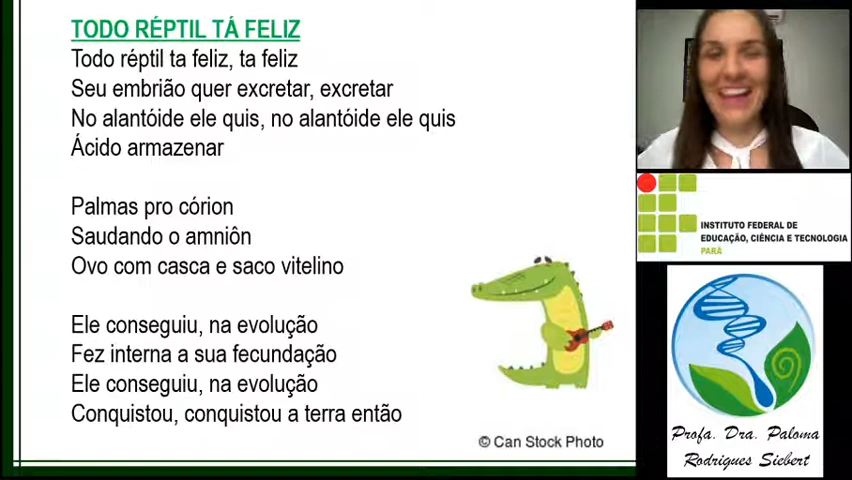 TODO RÉPTIL TÁ FELIZ
Todo réptil ta feliz, ta feliz
Seu embrião quer excretar, excretar
No alantóide ele quis, no alantóide ele quis
Ácido armazenar
Palmas pro córion
Saudando o amniôn
Ovo com casca e saco vitelino
Ele conseguiu, na evolução
Fez interna a sua fecundação
Ele conseguiu, na evolução
Conquistou, conquistou a terra então
© Can Stock Photo
INSTITUTO FEDERAL DE
EDUCAÇÃO, CIÊNCIA E TECNOLOGIA
PARÁ
Profa. Dra. Paloma
Rodrigues Siebert